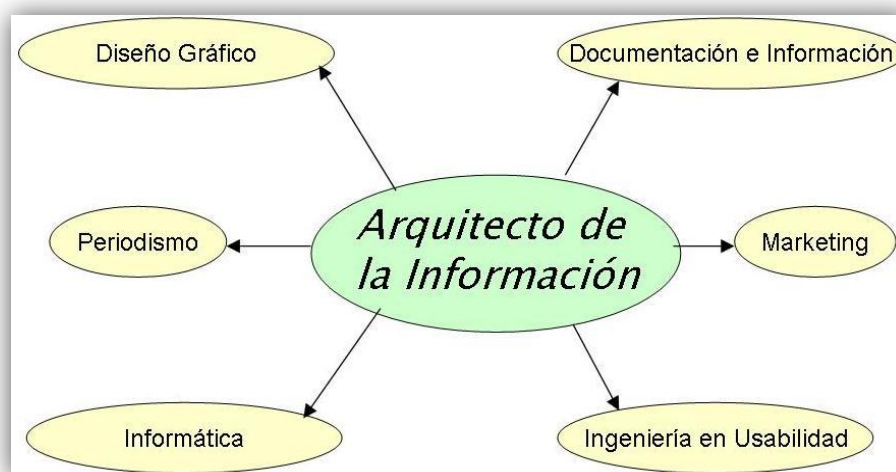 Diseño Gráfico
Documentación e Información
Periodismo
Arquitecto de
la Información
Marketing
Informática
Ingeniería en Usabilidad